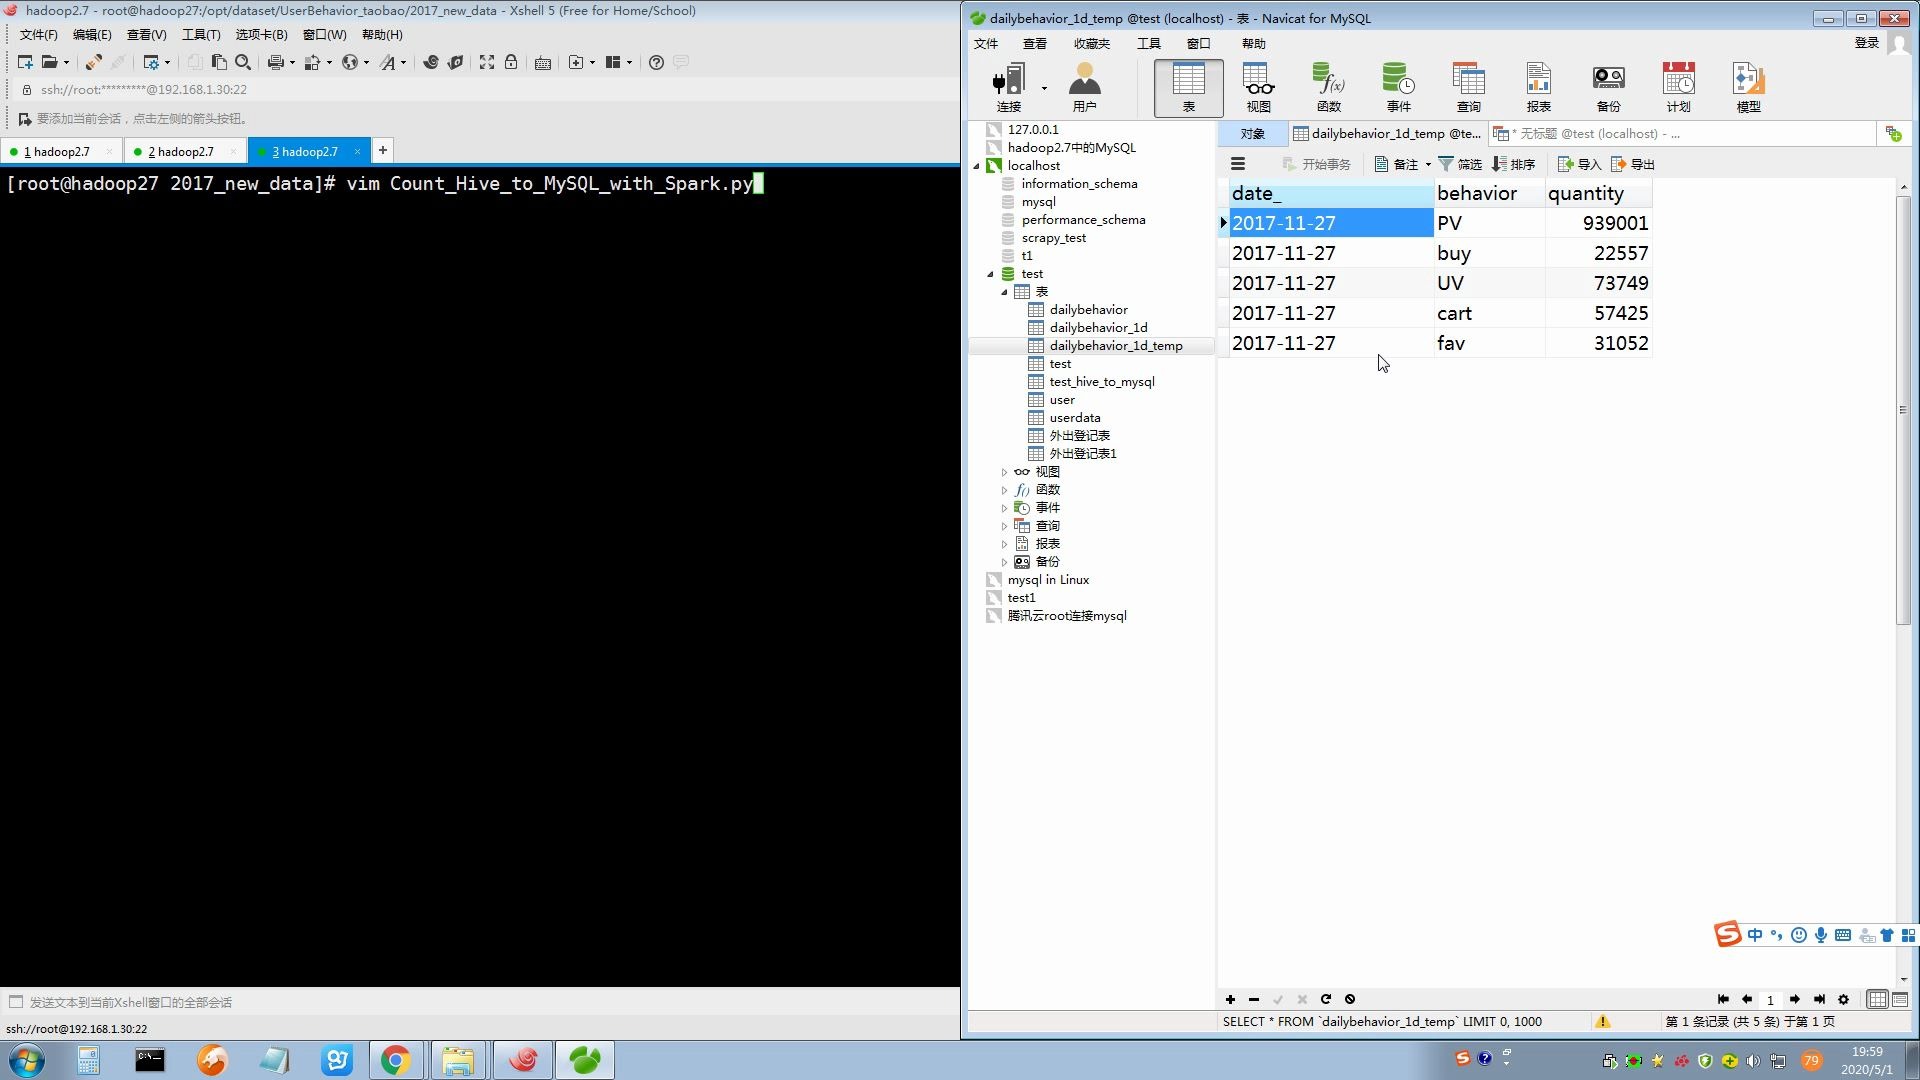 hadoop2.7 - root@hadoop27:/opt/dataset/UserBehavior_taobao/2017_new_data - Xshell 5 (Free for Home/School)
文件(F) 编辑(E) 查看(V) 工具(T) 选项卡(B) 窗口(W) 帮助(H)
ssh://root:*********@192.168.1.30:22
要添加当前会话，点击左侧的箭头按钮。
1 hadoop2.7 × 2 hadoop2.7 × 3 hadoop2.7 × +
[root@hadoop27 2017_new_data]# vim Count_Hive_to_MySQL_with_Spark.py
发送文本到当前Xshell窗口的全部会话
ssh://root@192.168.1.30:22
dailybehavior_1d_temp @test (localhost) - 表 - Navicat for MySQL
文件 查看 收藏夹 工具 窗口 帮助 登录
连接 用户 表 视图 函数 事件 查询 报表 备份 计划 模型
127.0.0.1
hadoop2.7中的MySQL
localhost
information_schema
mysql
performance_schema
scrapy_test
t1
test
表
dailybehavior
dailybehavior_1d
dailybehavior_1d_temp
test
test_hive_to_mysql
user
userdata
外出登记表
外出登记表1
视图
函数
事件
查询
报表
备份
mysql in Linux
test1
腾讯云root连接mysql
对象 dailybehavior_1d_temp @te... * 无标题 @test (localhost) - ...
开始事务 备注 筛选 排序 导入 导出
date_ behavior quantity
2017-11-27 PV 939001
2017-11-27 buy 22557
2017-11-27 UV 73749
2017-11-27 cart 57425
2017-11-27 fav 31052
中
1
SELECT * FROM `dailybehavior_1d_temp` LIMIT 0, 1000 第 1 条记录 (共 5 条) 于第 1 页
79
19:59
2020/5/1